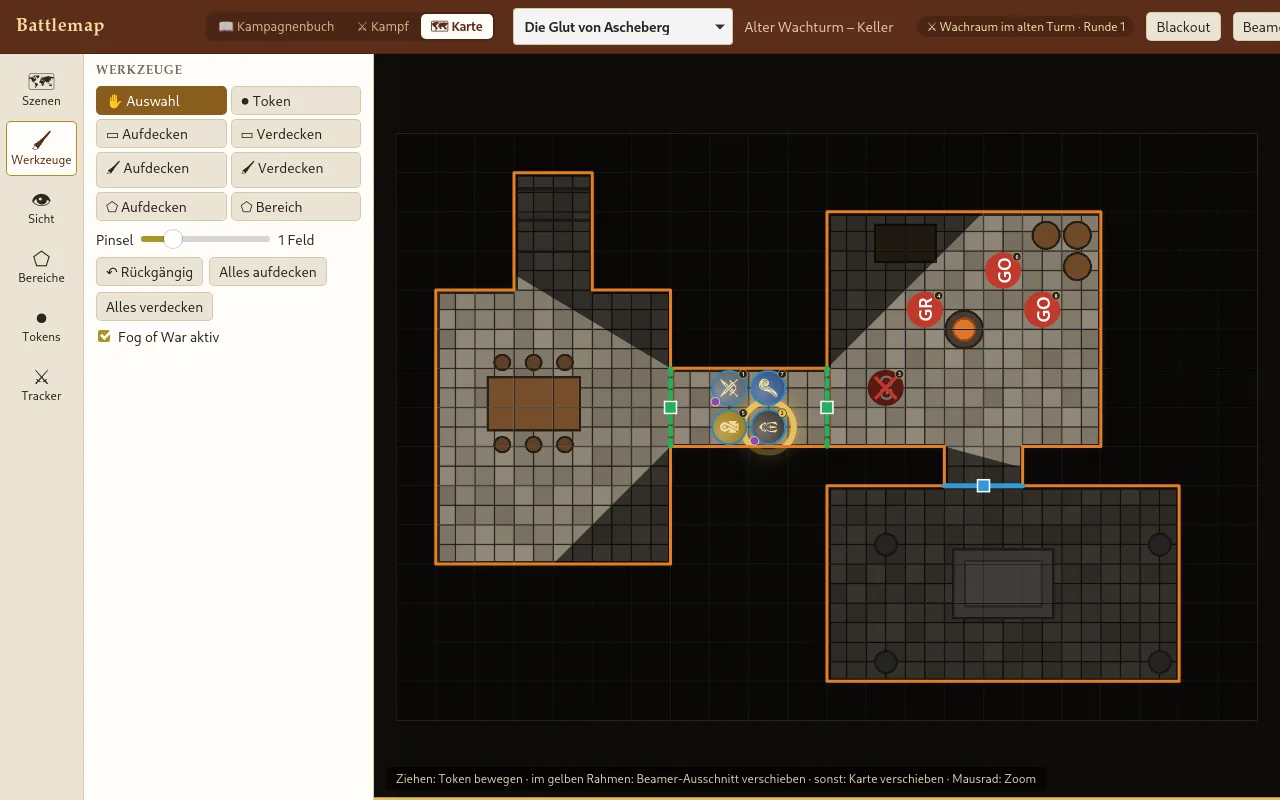 Battlemap
📖 Kampagnenbuch
⚔ Kampf
🗺 Karte
Die Glut von Ascheberg
Alter Wachturm – Keller
⚔ Wachraum im alten Turm · Runde 1
Blackout
Beam
Szenen
Werkzeuge
Sicht
Bereiche
Tokens
Tracker
WERKZEUGE
✋ Auswahl
● Token
▭ Aufdecken
▭ Verdecken
🖌 Aufdecken
🖌 Verdecken
⬠ Aufdecken
⬠ Bereich
Pinsel
1 Feld
↶ Rückgängig
Alles aufdecken
Alles verdecken
Fog of War aktiv
GO
GR
GO
Ziehen: Token bewegen · im gelben Rahmen: Beamer-Ausschnitt verschieben · sonst: Karte verschieben · Mausrad: Zoom